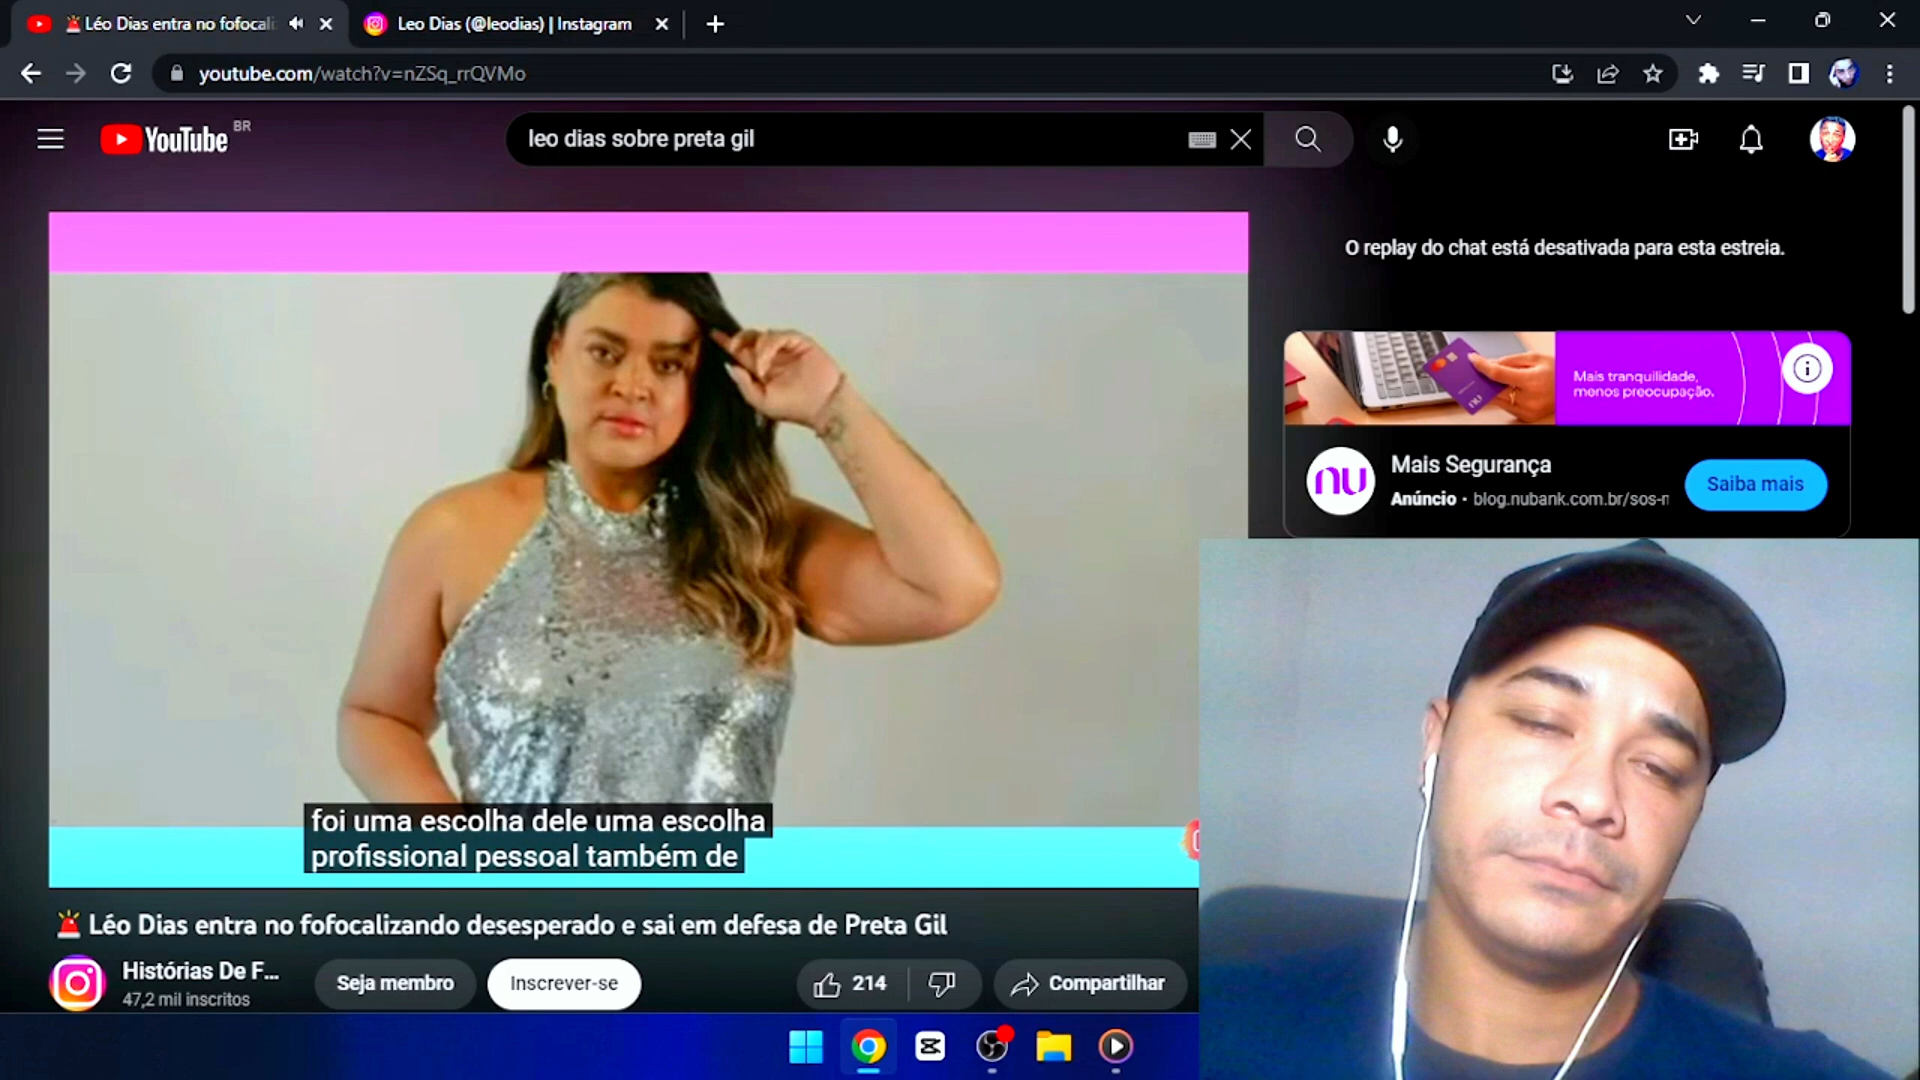 Léo Dias entra no fofocali
Leo Dias (@leodias) | Instagram
youtube.com/watch?v=nZSq_rrQVMo
YouTube BR
leo dias sobre preta gil
O replay do chat está desativada para esta estreia.
Mais tranquilidade,
menos preocupação.
nu
nu
Mais Segurança
Anúncio · blog.nubank.com.br/sos-n
Saiba mais
foi uma escolha dele uma escolha
profissional pessoal também de
Léo Dias entra no fofocalizando desesperado e sai em defesa de Preta Gil
Histórias De F...
47,2 mil inscritos
Seja membro
Inscrever-se
214
Compartilhar